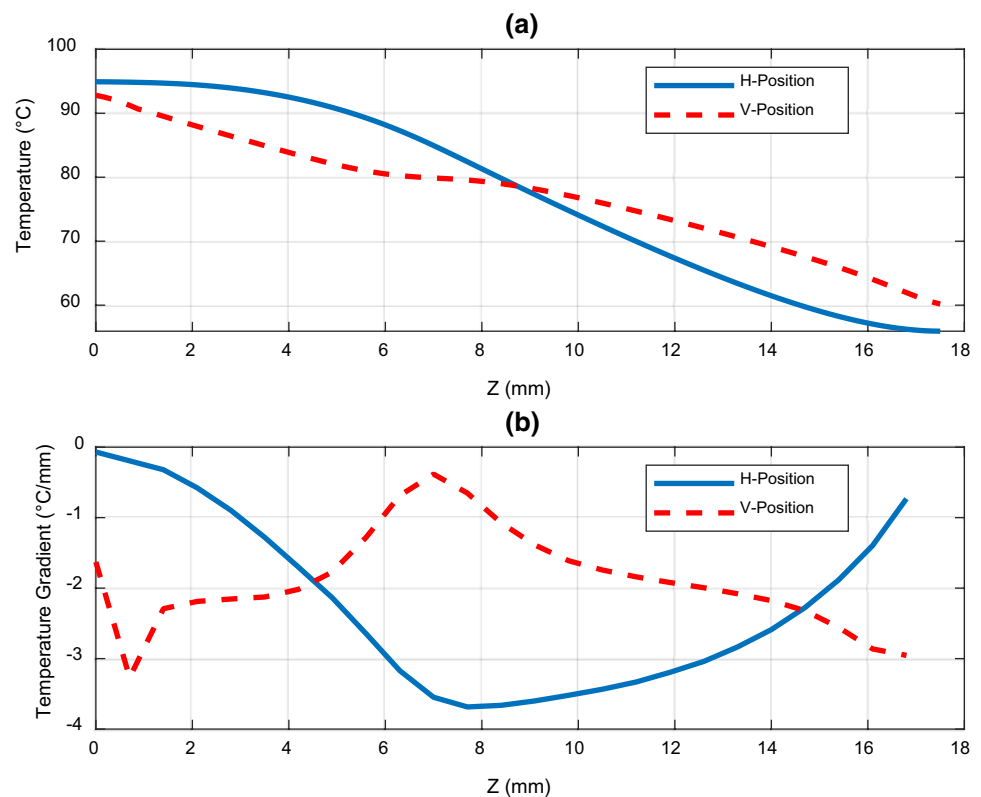 (a)
Temperature (°C)
100
90
80
70
60
H-Position
V-Position
0 2 4 6 8 10 12 14 16 18
Z (mm)
(b)
Temperature Gradient (°C/mm)
0
-1
-2
-3
-4
H-Position
V-Position
0 2 4 6 8 10 12 14 16 18
Z (mm)